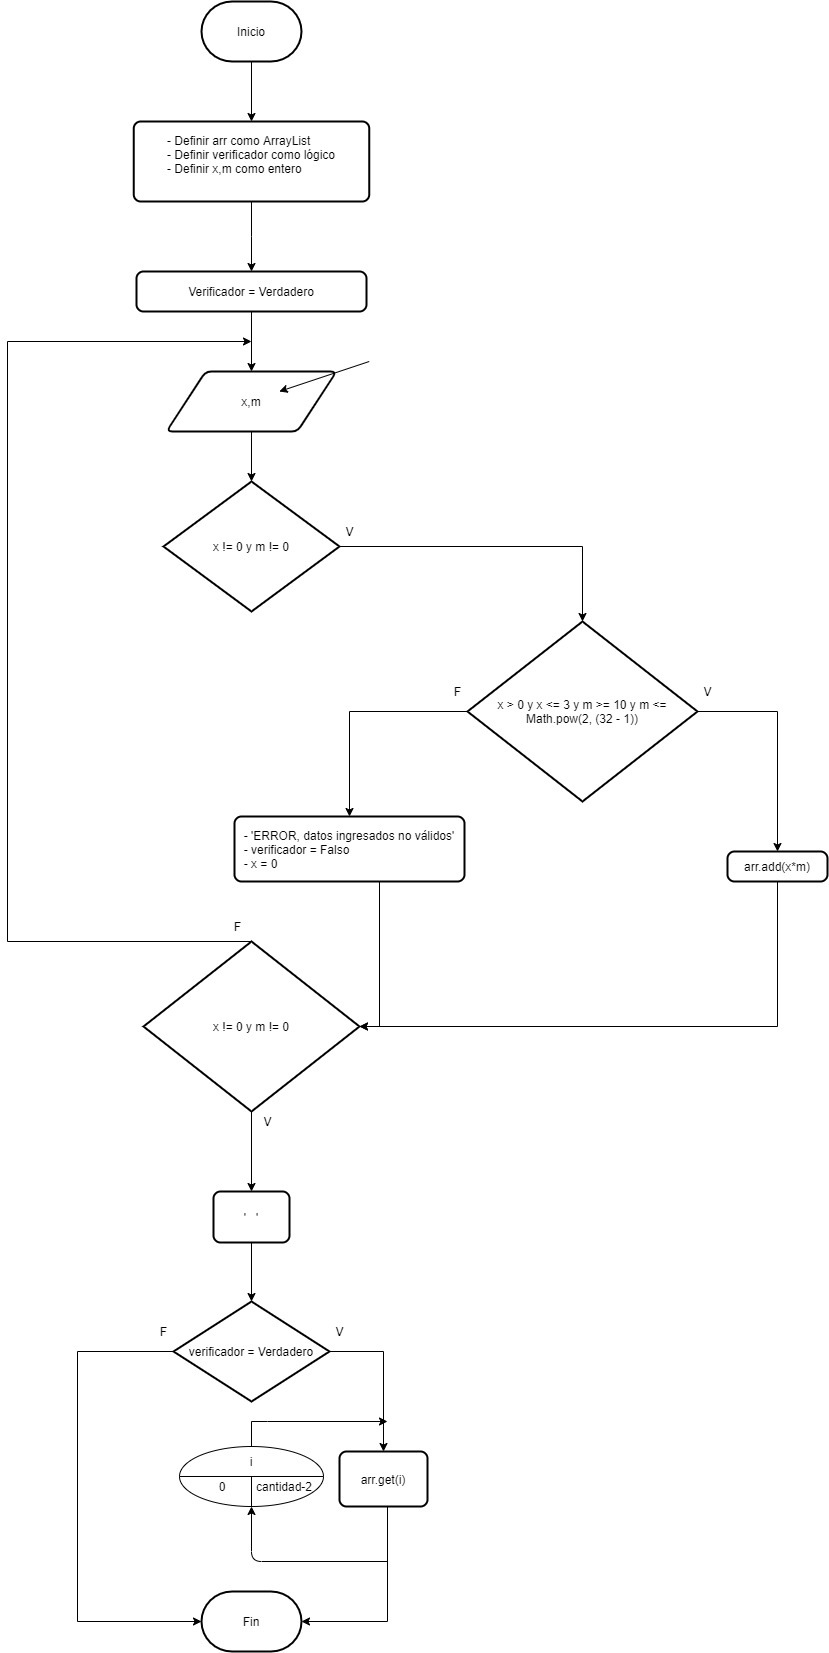 Inicio
- Definir arr como ArrayList
- Definir verificador como lógico
- Definir x,m como entero
Verificador = Verdadero
x,m
x != 0 y m != 0
V
x > 0 y x <= 3 y m >= 10 y m <=
Math.pow(2, (32 - 1))
F
V
- 'ERROR, datos ingresados no válidos'
- verificador = Falso
- x = 0
arr.add(x*m)
F
x != 0 y m != 0
V
' '
F
verificador = Verdadero
V
i
0
cantidad-2
arr.get(i)
Fin